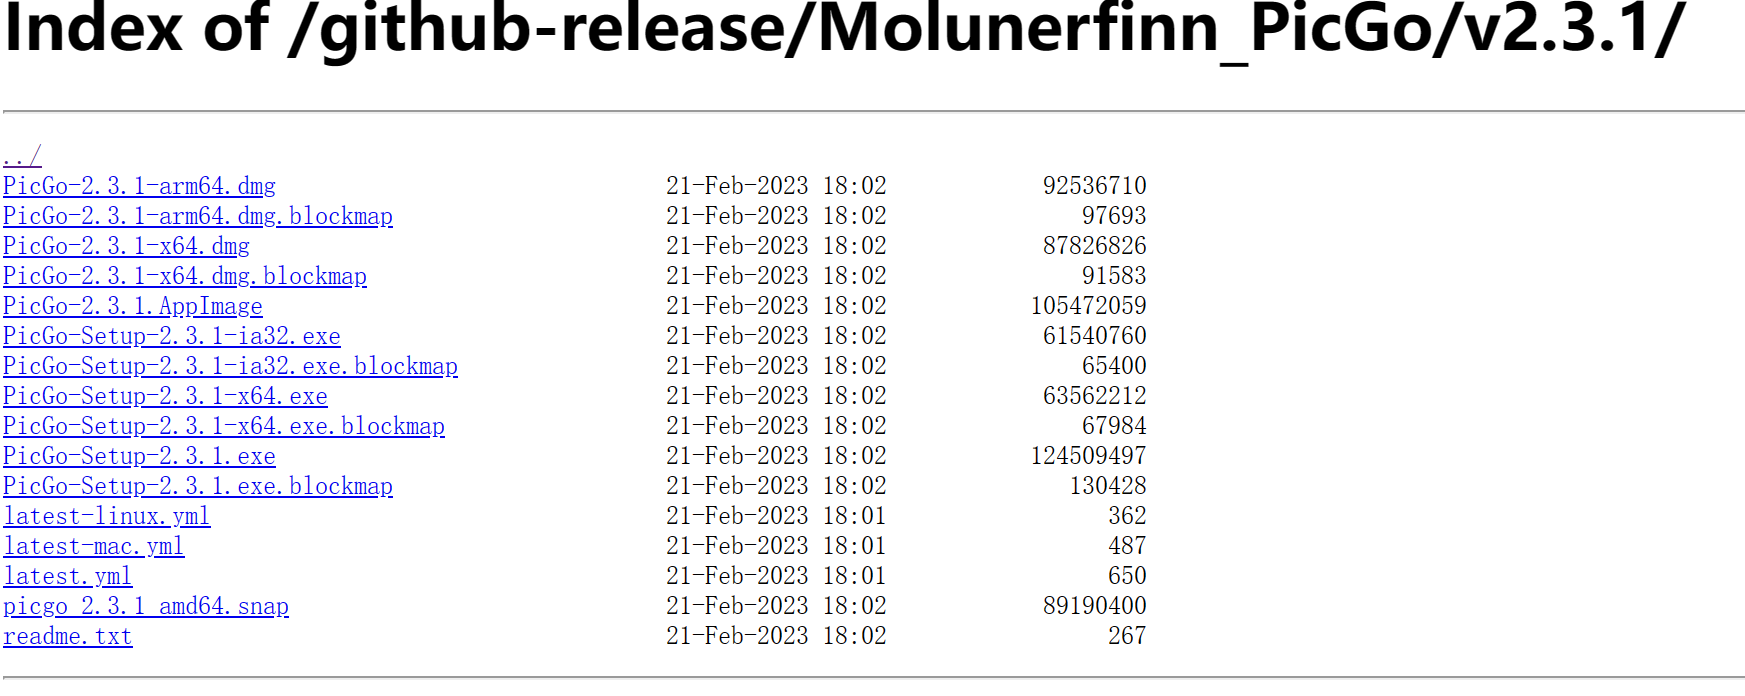 Index of /github-release/Molunerfinn_PicGo/v2.3.1/
../
PicGo-2.3.1-arm64.dmg 21-Feb-2023 18:02 92536710
PicGo-2.3.1-arm64.dmg.blockmap 21-Feb-2023 18:02 97693
PicGo-2.3.1-x64.dmg 21-Feb-2023 18:02 87826826
PicGo-2.3.1-x64.dmg.blockmap 21-Feb-2023 18:02 91583
PicGo-2.3.1.AppImage 21-Feb-2023 18:02 105472059
PicGo-Setup-2.3.1-ia32.exe 21-Feb-2023 18:02 61540760
PicGo-Setup-2.3.1-ia32.exe.blockmap 21-Feb-2023 18:02 65400
PicGo-Setup-2.3.1-x64.exe 21-Feb-2023 18:02 63562212
PicGo-Setup-2.3.1-x64.exe.blockmap 21-Feb-2023 18:02 67984
PicGo-Setup-2.3.1.exe 21-Feb-2023 18:02 124509497
PicGo-Setup-2.3.1.exe.blockmap 21-Feb-2023 18:02 130428
latest-linux.yml 21-Feb-2023 18:01 362
latest-mac.yml 21-Feb-2023 18:01 487
latest.yml 21-Feb-2023 18:01 650
picgo_2.3.1_amd64.snap 21-Feb-2023 18:02 89190400
readme.txt 21-Feb-2023 18:02 267